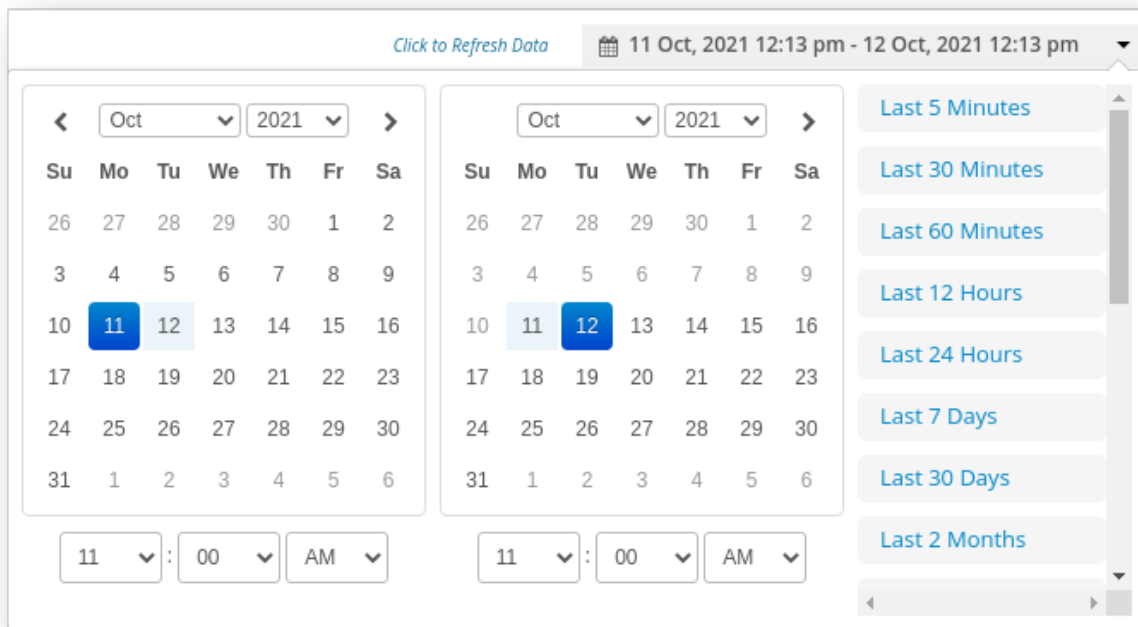 Click to Refresh Data 11 Oct, 2021 12:13 pm - 12 Oct, 2021 12:13 pm
Oct 2021
Su Mo Tu We Th Fr Sa
26 27 28 29 30 1 2
3 4 5 6 7 8 9
10 11 12 13 14 15 16
17 18 19 20 21 22 23
24 25 26 27 28 29 30
31 1 2 3 4 5 6
11 : 00 AM
Oct 2021
Su Mo Tu We Th Fr Sa
26 27 28 29 30 1 2
3 4 5 6 7 8 9
10 11 12 13 14 15 16
17 18 19 20 21 22 23
24 25 26 27 28 29 30
31 1 2 3 4 5 6
11 : 00 AM
Last 5 Minutes
Last 30 Minutes
Last 60 Minutes
Last 12 Hours
Last 24 Hours
Last 7 Days
Last 30 Days
Last 2 Months